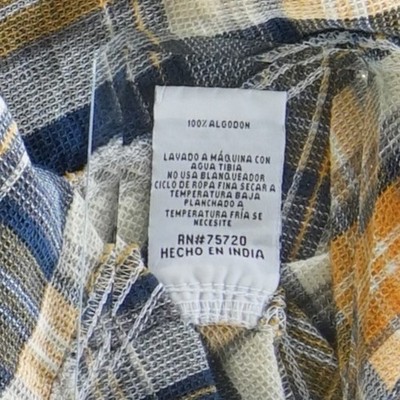 100% ALGODON
LAVADO A MÁQUINA CON
AGUA TIBIA
NO USA BLANQUEADOR
CICLO DE ROPA FINA SECAR A
TEMPERATURA BAJA
PLANCHADO A
TEMPERATURA FRÍA SE
NECESITE
RN#75720
HECHO EN INDIA